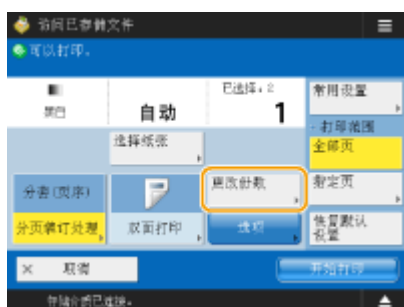 访问已存储文件
可以打印。
黑白
自动
已选择：2
1
常用设置
·打印范围
选择纸张
全部页
分套(页序)
更改份数
指定页
分页装订处理
双面打印
选项
恢复默认
设置
× 取消
开始打印
存储介质已连接。